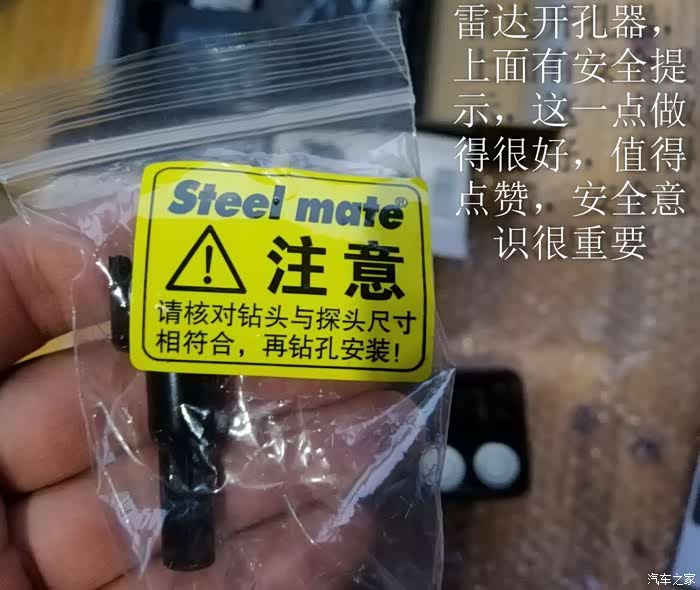 雷达开孔器，
上面有安全提
示，这一点做
得很好，值得
点赞，安全意
识很重要
Steel mate®
注意
请核对钻头与探头尺寸
相符合，再钻孔安装！
汽车之家